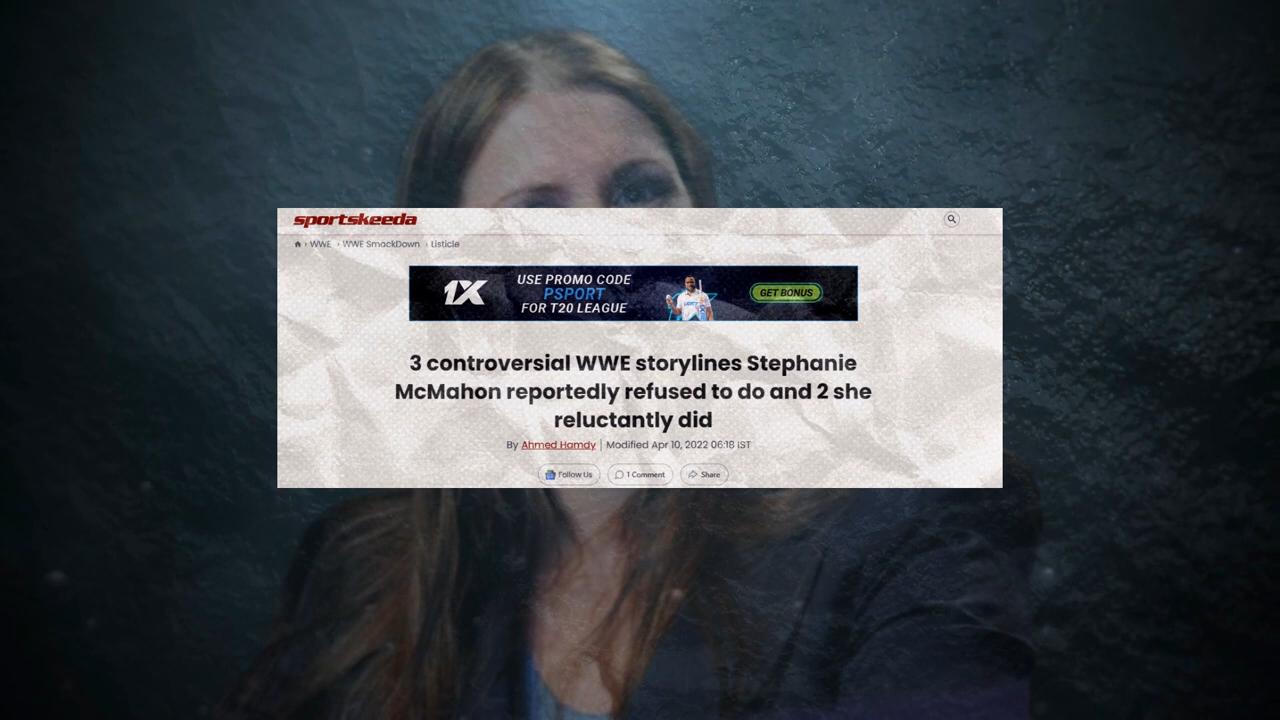 sportskeeda
WWE › WWE SmackDown › Listicle
1X
USE PROMO CODE
PSPORT
FOR T20 LEAGUE
GET BONUS
3 controversial WWE storylines Stephanie
McMahon reportedly refused to do and 2 she
reluctantly did
By Ahmed Hamdy | Modified Apr 10, 2022 06:18 IST
Follow Us 1 Comment Share